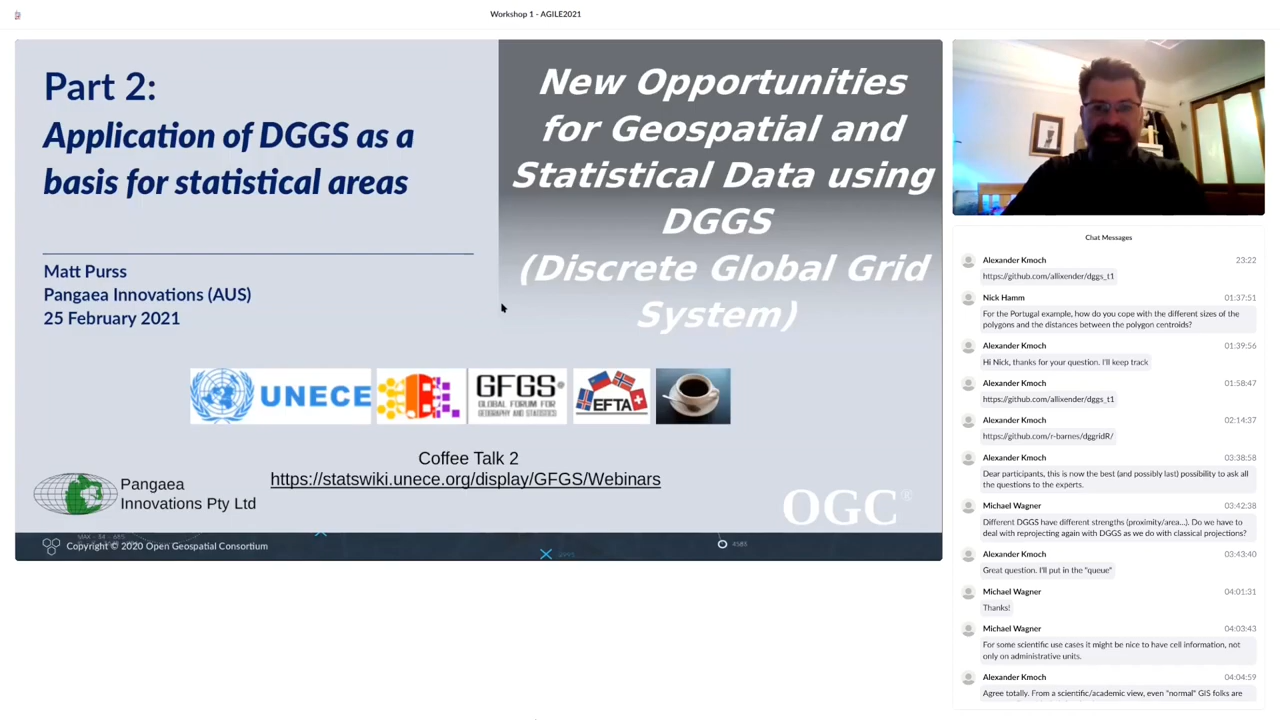 Workshop 1 - AGILE2021
Part 2:
Application of DGGS as a
basis for statistical areas
Matt Purss
Pangaea Innovations (AUS)
25 February 2021
New Opportunities
for Geospatial and
Statistical Data using
DGGS
(Discrete Global Grid
System)
UNECE
GFGS
GLOBAL FORUM FOR
GEOGRAPHY AND STATISTICS
EFTA
Coffee Talk 2
https://statswiki.unece.org/display/GFGS/Webinars
Pangaea
Innovations Pty Ltd
OGC®
Copyright © 2020 Open Geospatial Consortium
4585
Chat Messages
Alexander Kmoch 23:22
https://github.com/allixender/dggs_t1
Nick Hamm 01:37:51
For the Portugal example, how do you cope with the different sizes of the
polygons and the distances between the polygon centroids?
Alexander Kmoch 01:39:56
Hi Nick, thanks for your question. I'll keep track
Alexander Kmoch 01:58:47
https://github.com/allixender/dggs_t1
Alexander Kmoch 02:14:37
https://github.com/r-barnes/dggridR/
Alexander Kmoch 03:38:58
Dear participants, this is now the best (and possibly last) possibility to ask all
the questions to the experts.
Michael Wagner 03:42:38
Different DGGS have different strengths (proximity/area...). Do we have to
deal with reprojecting again with DGGS as we do with classical projections?
Alexander Kmoch 03:43:40
Great question. I'll put in the "queue"
Michael Wagner 04:01:31
Thanks!
Michael Wagner 04:03:43
For some scientific use cases it might be nice to have cell information, not
only on administrative units.
Alexander Kmoch 04:04:59
Agree totally. From a scientific/academic view, even "normal" GIS folks are